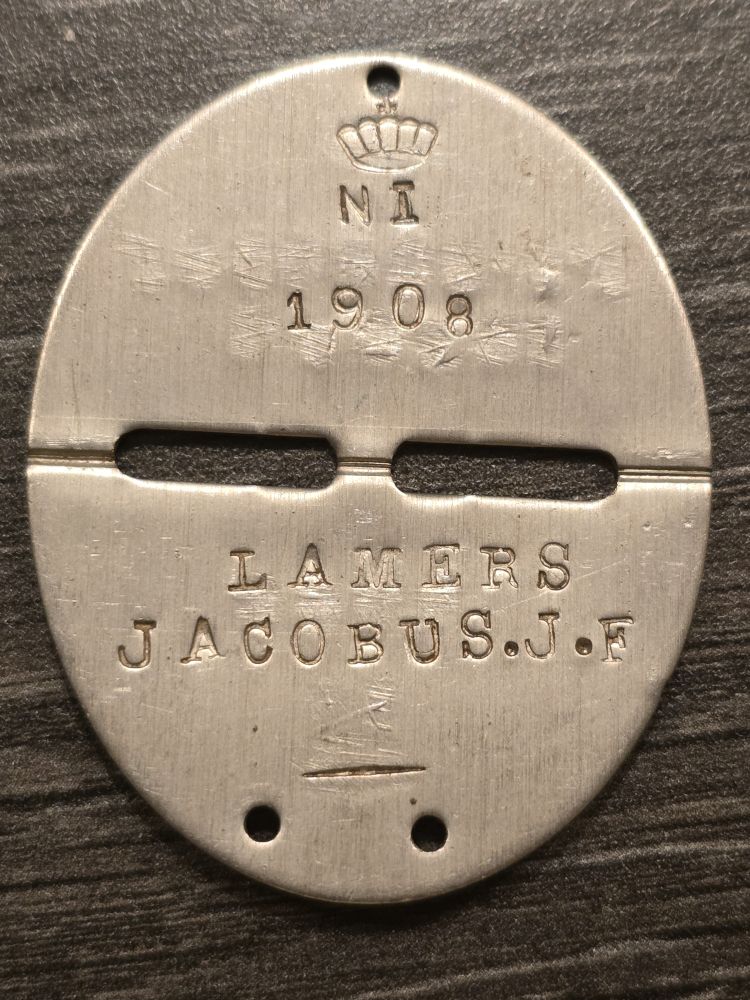 NI
1908
LAMERS
JACOBUS.J.F